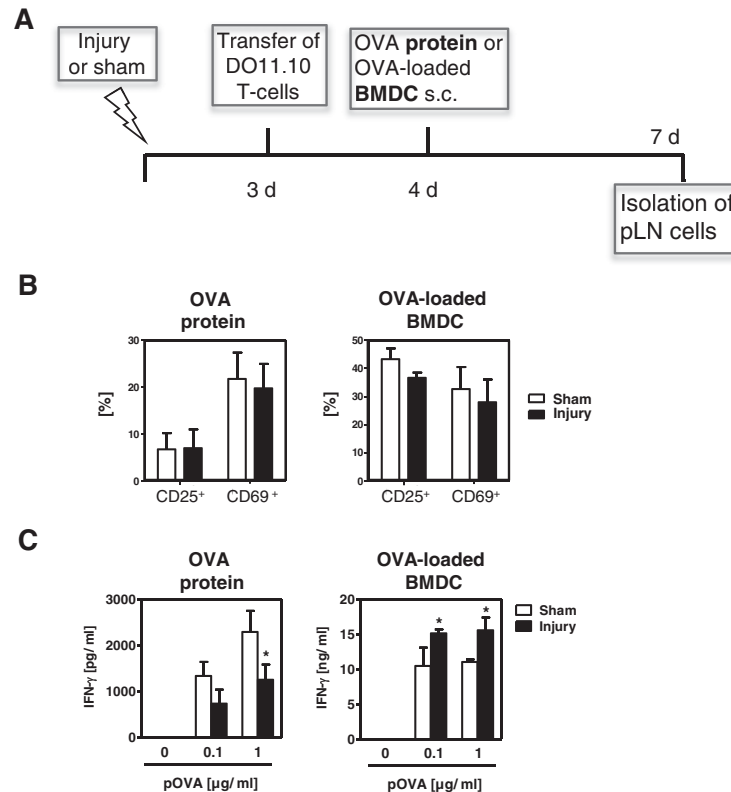 A
Injury
or sham
Transfer of
DO11.10
T-cells
OVA protein or
OVA-loaded
BMDC s.c.
3 d
4 d
7 d
Isolation of
pLN cells
B
OVA
protein
[%]
30
20
10
0
CD25+
CD69 +
OVA-loaded
BMDC
[%]
50
40
30
20
10
0
CD25+
CD69+
Sham
Injury
C
OVA
protein
IFN-γ [pg/ ml]
3000
2000
1000
0
*
0 0.1 1
pOVA [µg/ ml]
OVA-loaded
BMDC
IFN-γ [ng/ ml]
20
15
10
5
0
* *
0 0.1 1
pOVA [µg/ ml]
Sham
Injury